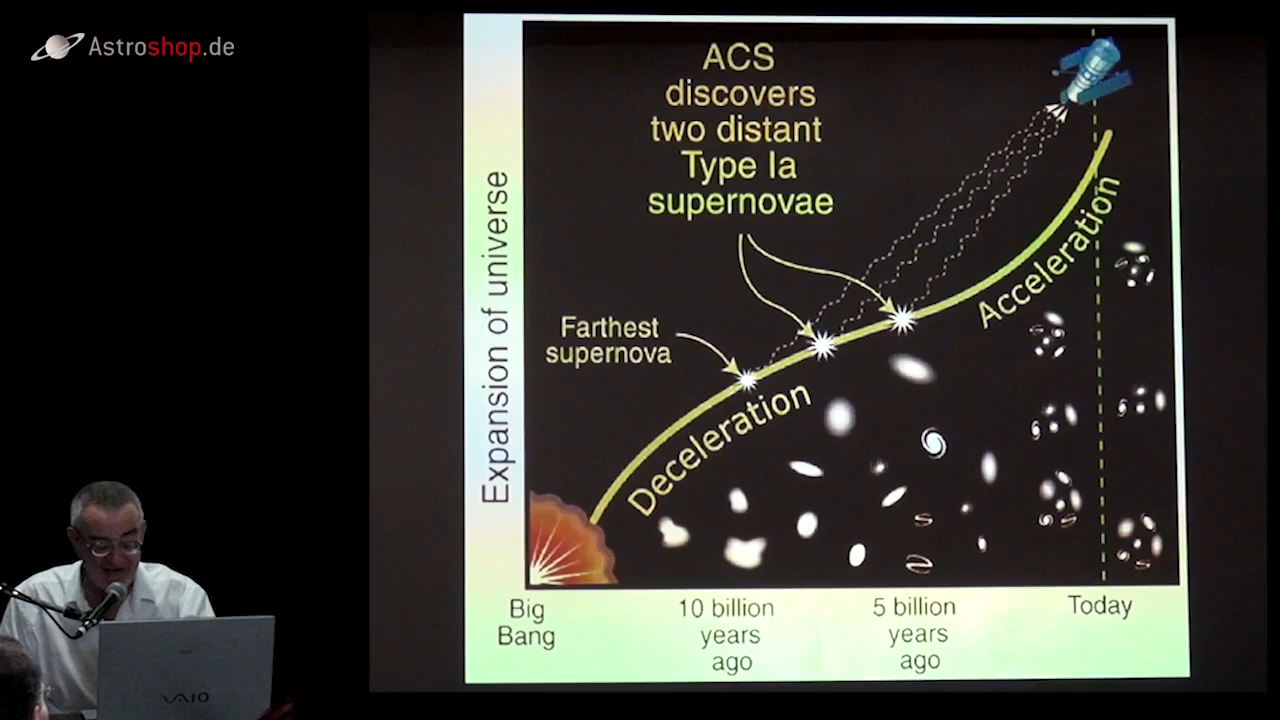 Astroshop.de
ACS
discovers
two distant
Type Ia
supernovae
Farthest
supernova
Expansion of universe
Deceleration
Acceleration
Big
Bang
10 billion
years
ago
5 billion
years
ago
Today
VAIO